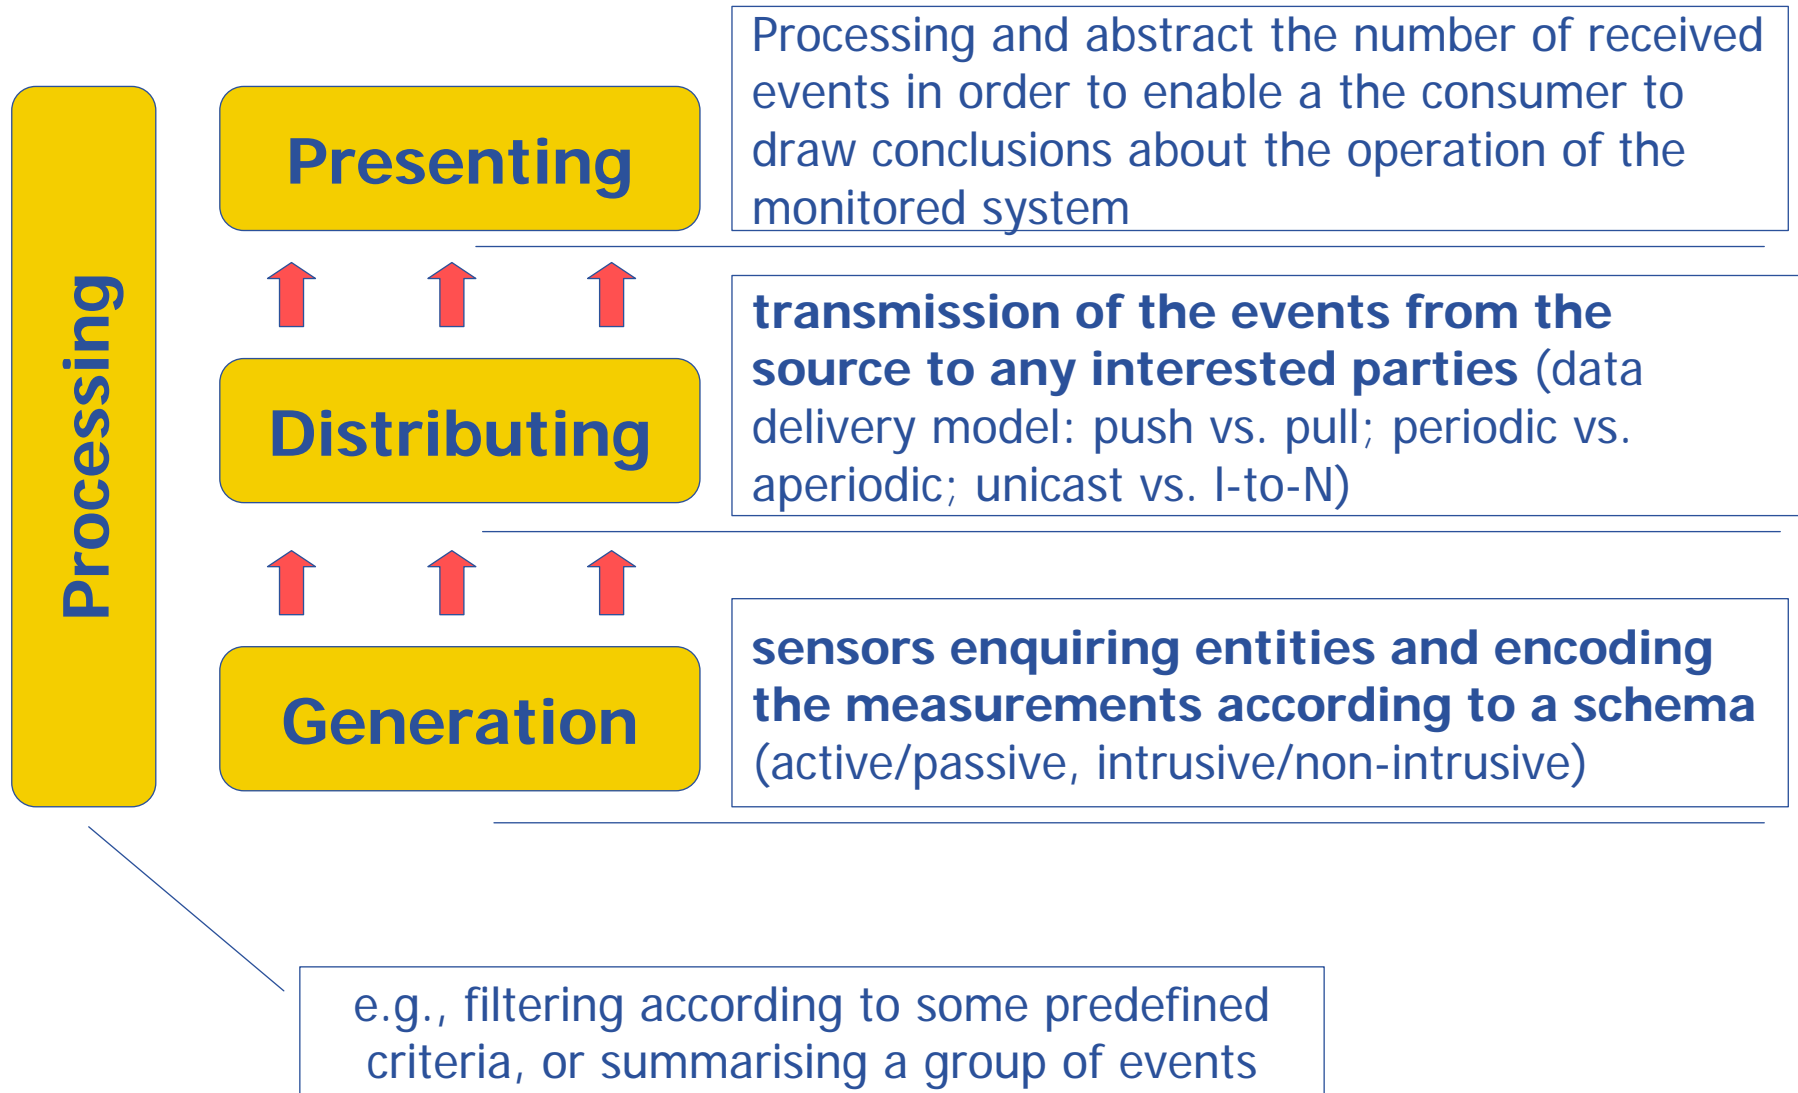 Processing
Presenting
Processing and abstract the number of received
events in order to enable a the consumer to
draw conclusions about the operation of the
monitored system
Distributing
transmission of the events from the
source to any interested parties (data
delivery model: push vs. pull; periodic vs.
aperiodic; unicast vs. l-to-N)
Generation
sensors enquiring entities and encoding
the measurements according to a schema
(active/passive, intrusive/non-intrusive)
e.g., filtering according to some predefined
criteria, or summarising a group of events